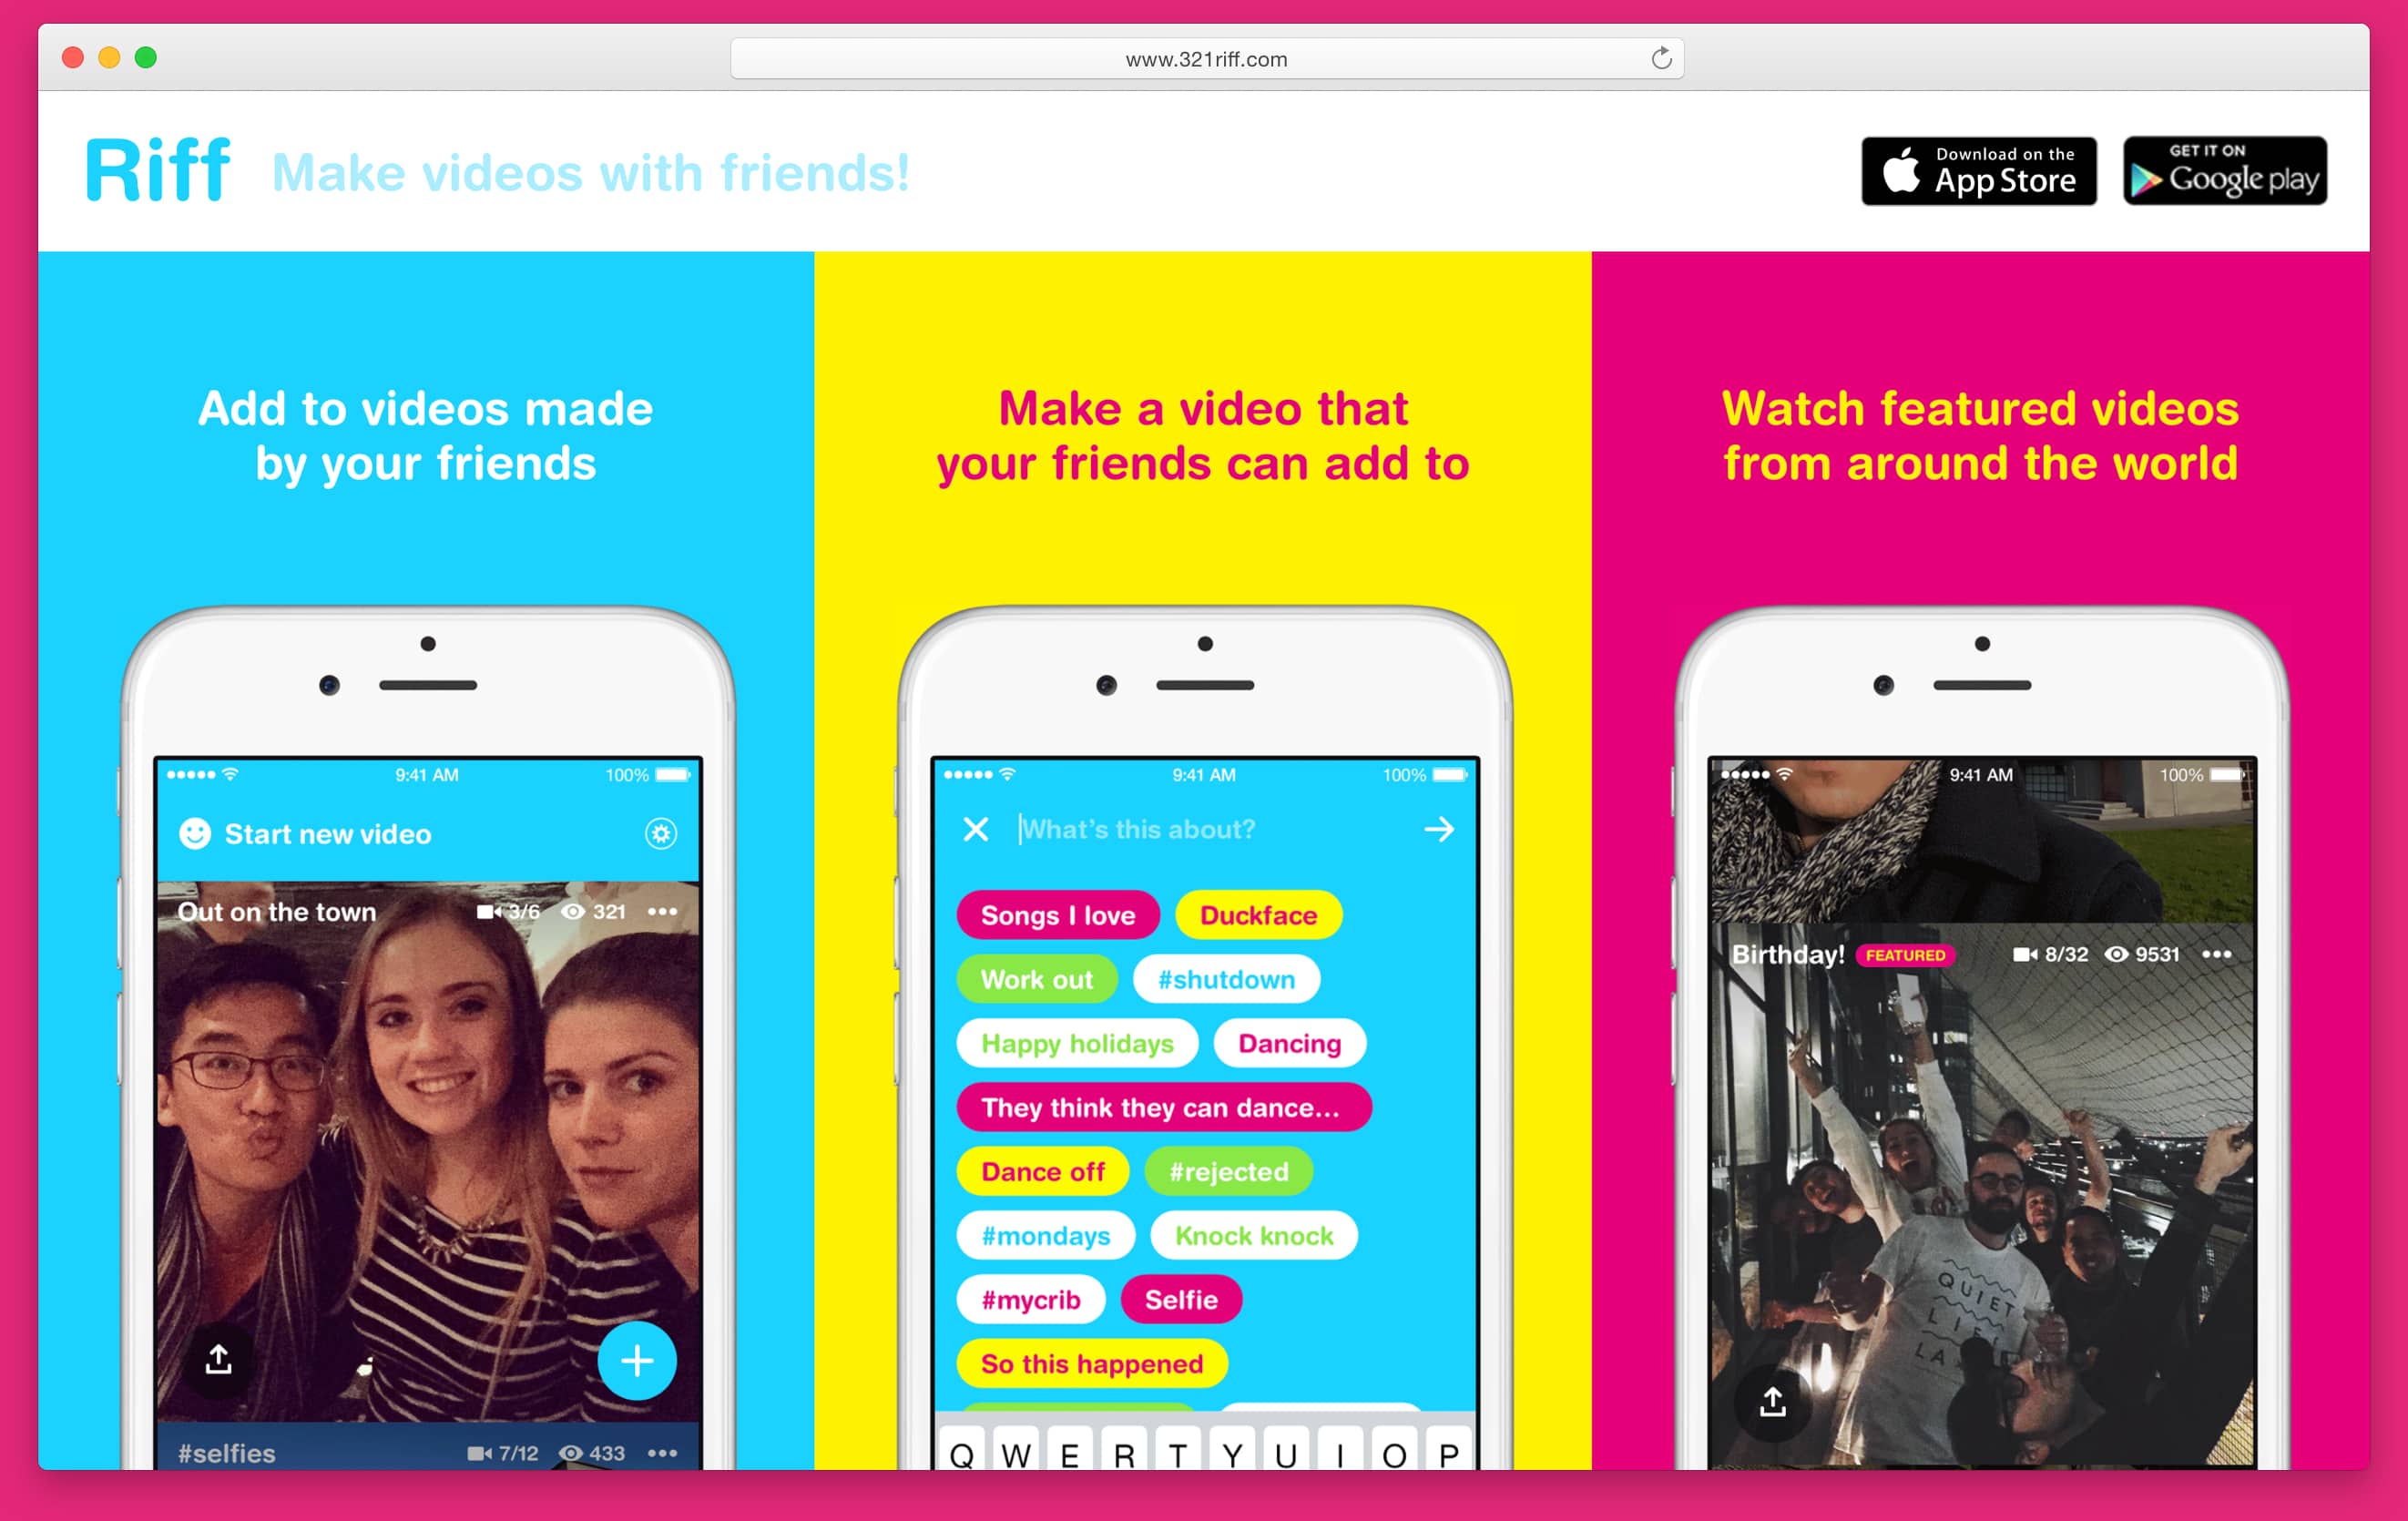 www.321riff.com
Riff
Make videos with friends!
Download on the
App Store
GET IT ON
Google play
Add to videos made
by your friends
9:41 AM 100%
Start new video
Out on the town 3/6 321
#selfies 7/12 433
Make a video that
your friends can add to
9:41 AM 100%
What's this about?
Songs I love Duckface
Work out #shutdown
Happy holidays Dancing
They think they can dance...
Dance off #rejected
#mondays Knock knock
#mycrib Selfie
So this happened
Q W E R T Y U I O P
Watch featured videos
from around the world
9:41 AM 100%
Birthday! FEATURED 8/32 9531
QUIET